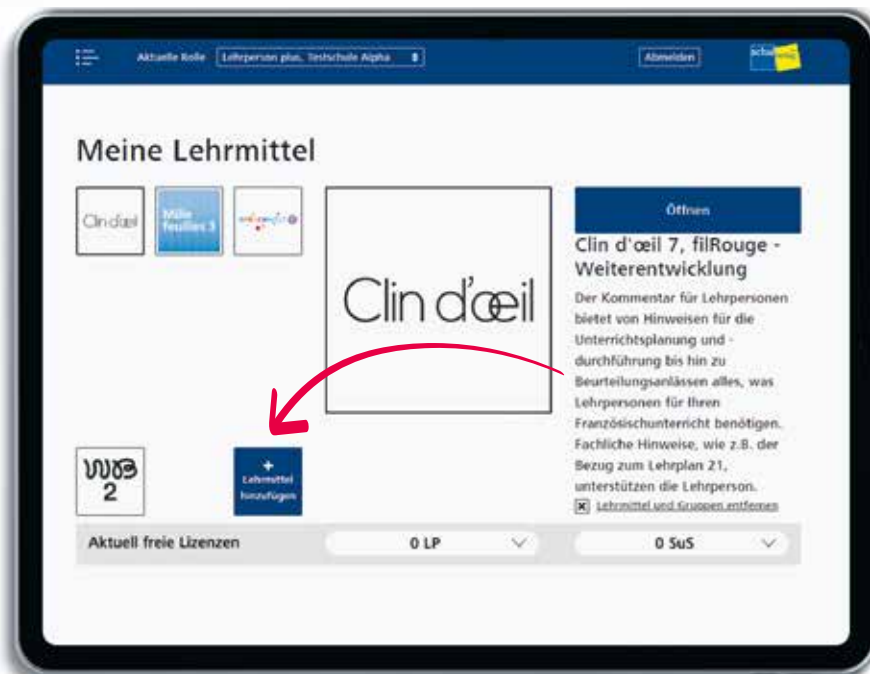 Aktuelle Rolle
Lehrperson plus, Testschule Alpha
Abmelden
schulverlag
Meine Lehrmittel
Clin d'œil
Mille
feuilles 3
Clin d'œil
Öffnen
Clin d'œil 7, filRouge -
Weiterentwicklung
Der Kommentar für Lehrpersonen
bietet von Hinweisen für die
Unterrichtsplanung und -
durchführung bis hin zu
Beurteilungsanlässen alles, was
Lehrpersonen für Ihren
Französischunterricht benötigen.
Fachliche Hinweise, wie z.B. der
Bezug zum Lehrplan 21,
unterstützen die Lehrperson.
Lehrmittel und Gruppen entfernen
WB
2
+
Lehrmittel
hinzufügen
Aktuell freie Lizenzen
0 LP
0 SuS